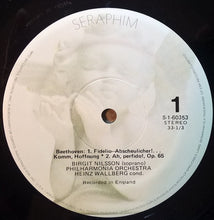 SERAPHIM
1
S-1-60353
STEREO
33-1/3
Beethoven: 1. Fidelio—Abscheulicher!. . .
Komm, Hoffnung * 2. Ah, perfido!, Op. 65
BIRGIT NILSSON (soprano)
PHILHARMONIA ORCHESTRA
HEINZ WALLBERG cond.
Recorded in England